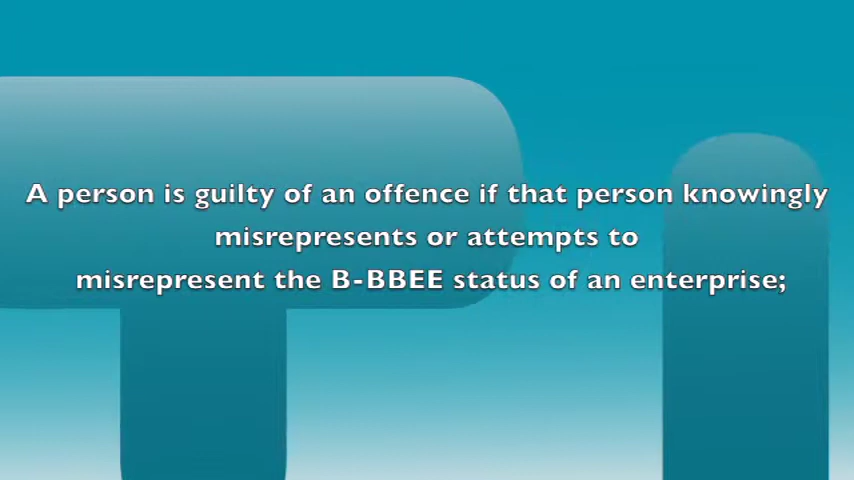 A person is guilty of an offence if that person knowingly
misrepresents or attempts to
misrepresent the B-BBEE status of an enterprise;